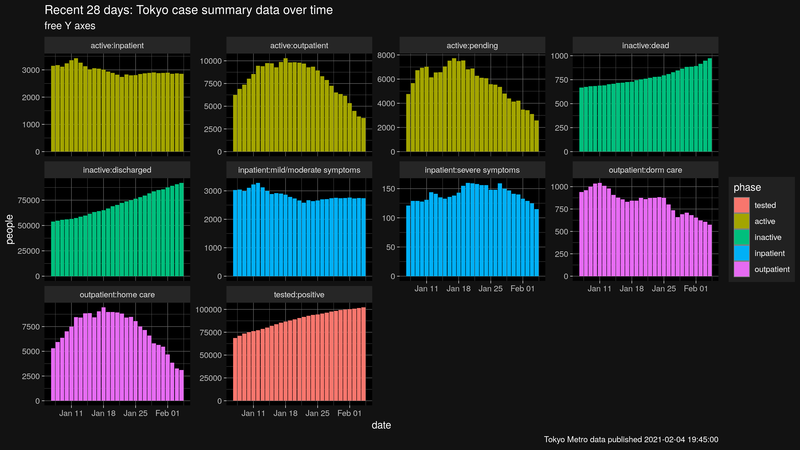 Recent 28 days: Tokyo case summary data over time
free Y axes
active:inpatient
active:outpatient
active:pending
inactive:dead
3000
2000
1000
0
10000
7500
5000
2500
0
8000
6000
4000
2000
0
1000
750
500
250
0
inactive:discharged
inpatient:mild/moderate symptoms
inpatient:severe symptoms
outpatient:dorm care
75000
50000
25000
0
3000
2000
1000
0
150
100
50
0
1000
750
500
250
0
Jan 11 Jan 18 Jan 25 Feb 01
Jan 11 Jan 18 Jan 25 Feb 01
outpatient:home care
tested:positive
7500
5000
2500
0
100000
75000
50000
25000
0
Jan 11 Jan 18 Jan 25 Feb 01
Jan 11 Jan 18 Jan 25 Feb 01
people
date
phase
tested
active
inactive
inpatient
outpatient
Tokyo Metro data published 2021-02-04 19:45:00